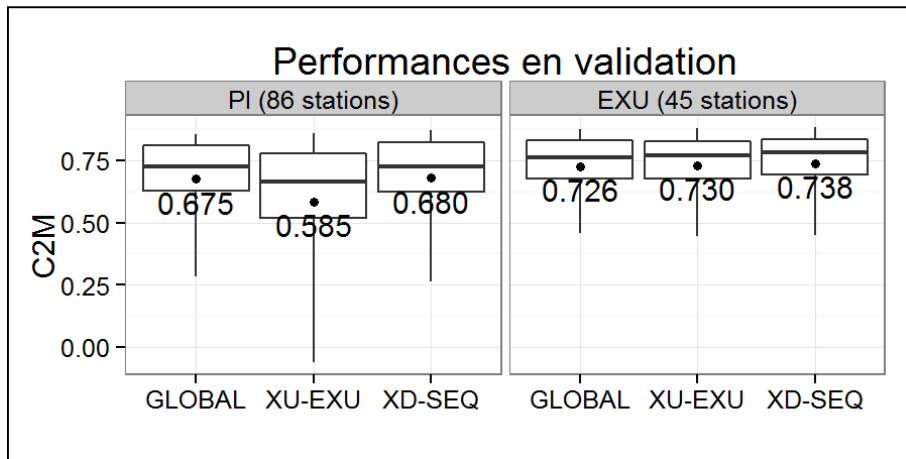 Performances en validation
PI (86 stations)
EXU (45 stations)
C2M
0.75
0.50
0.25
0.00
0.675
0.585
0.680
0.726
0.730
0.738
GLOBAL XU-EXU XD-SEQ
GLOBAL XU-EXU XD-SEQ